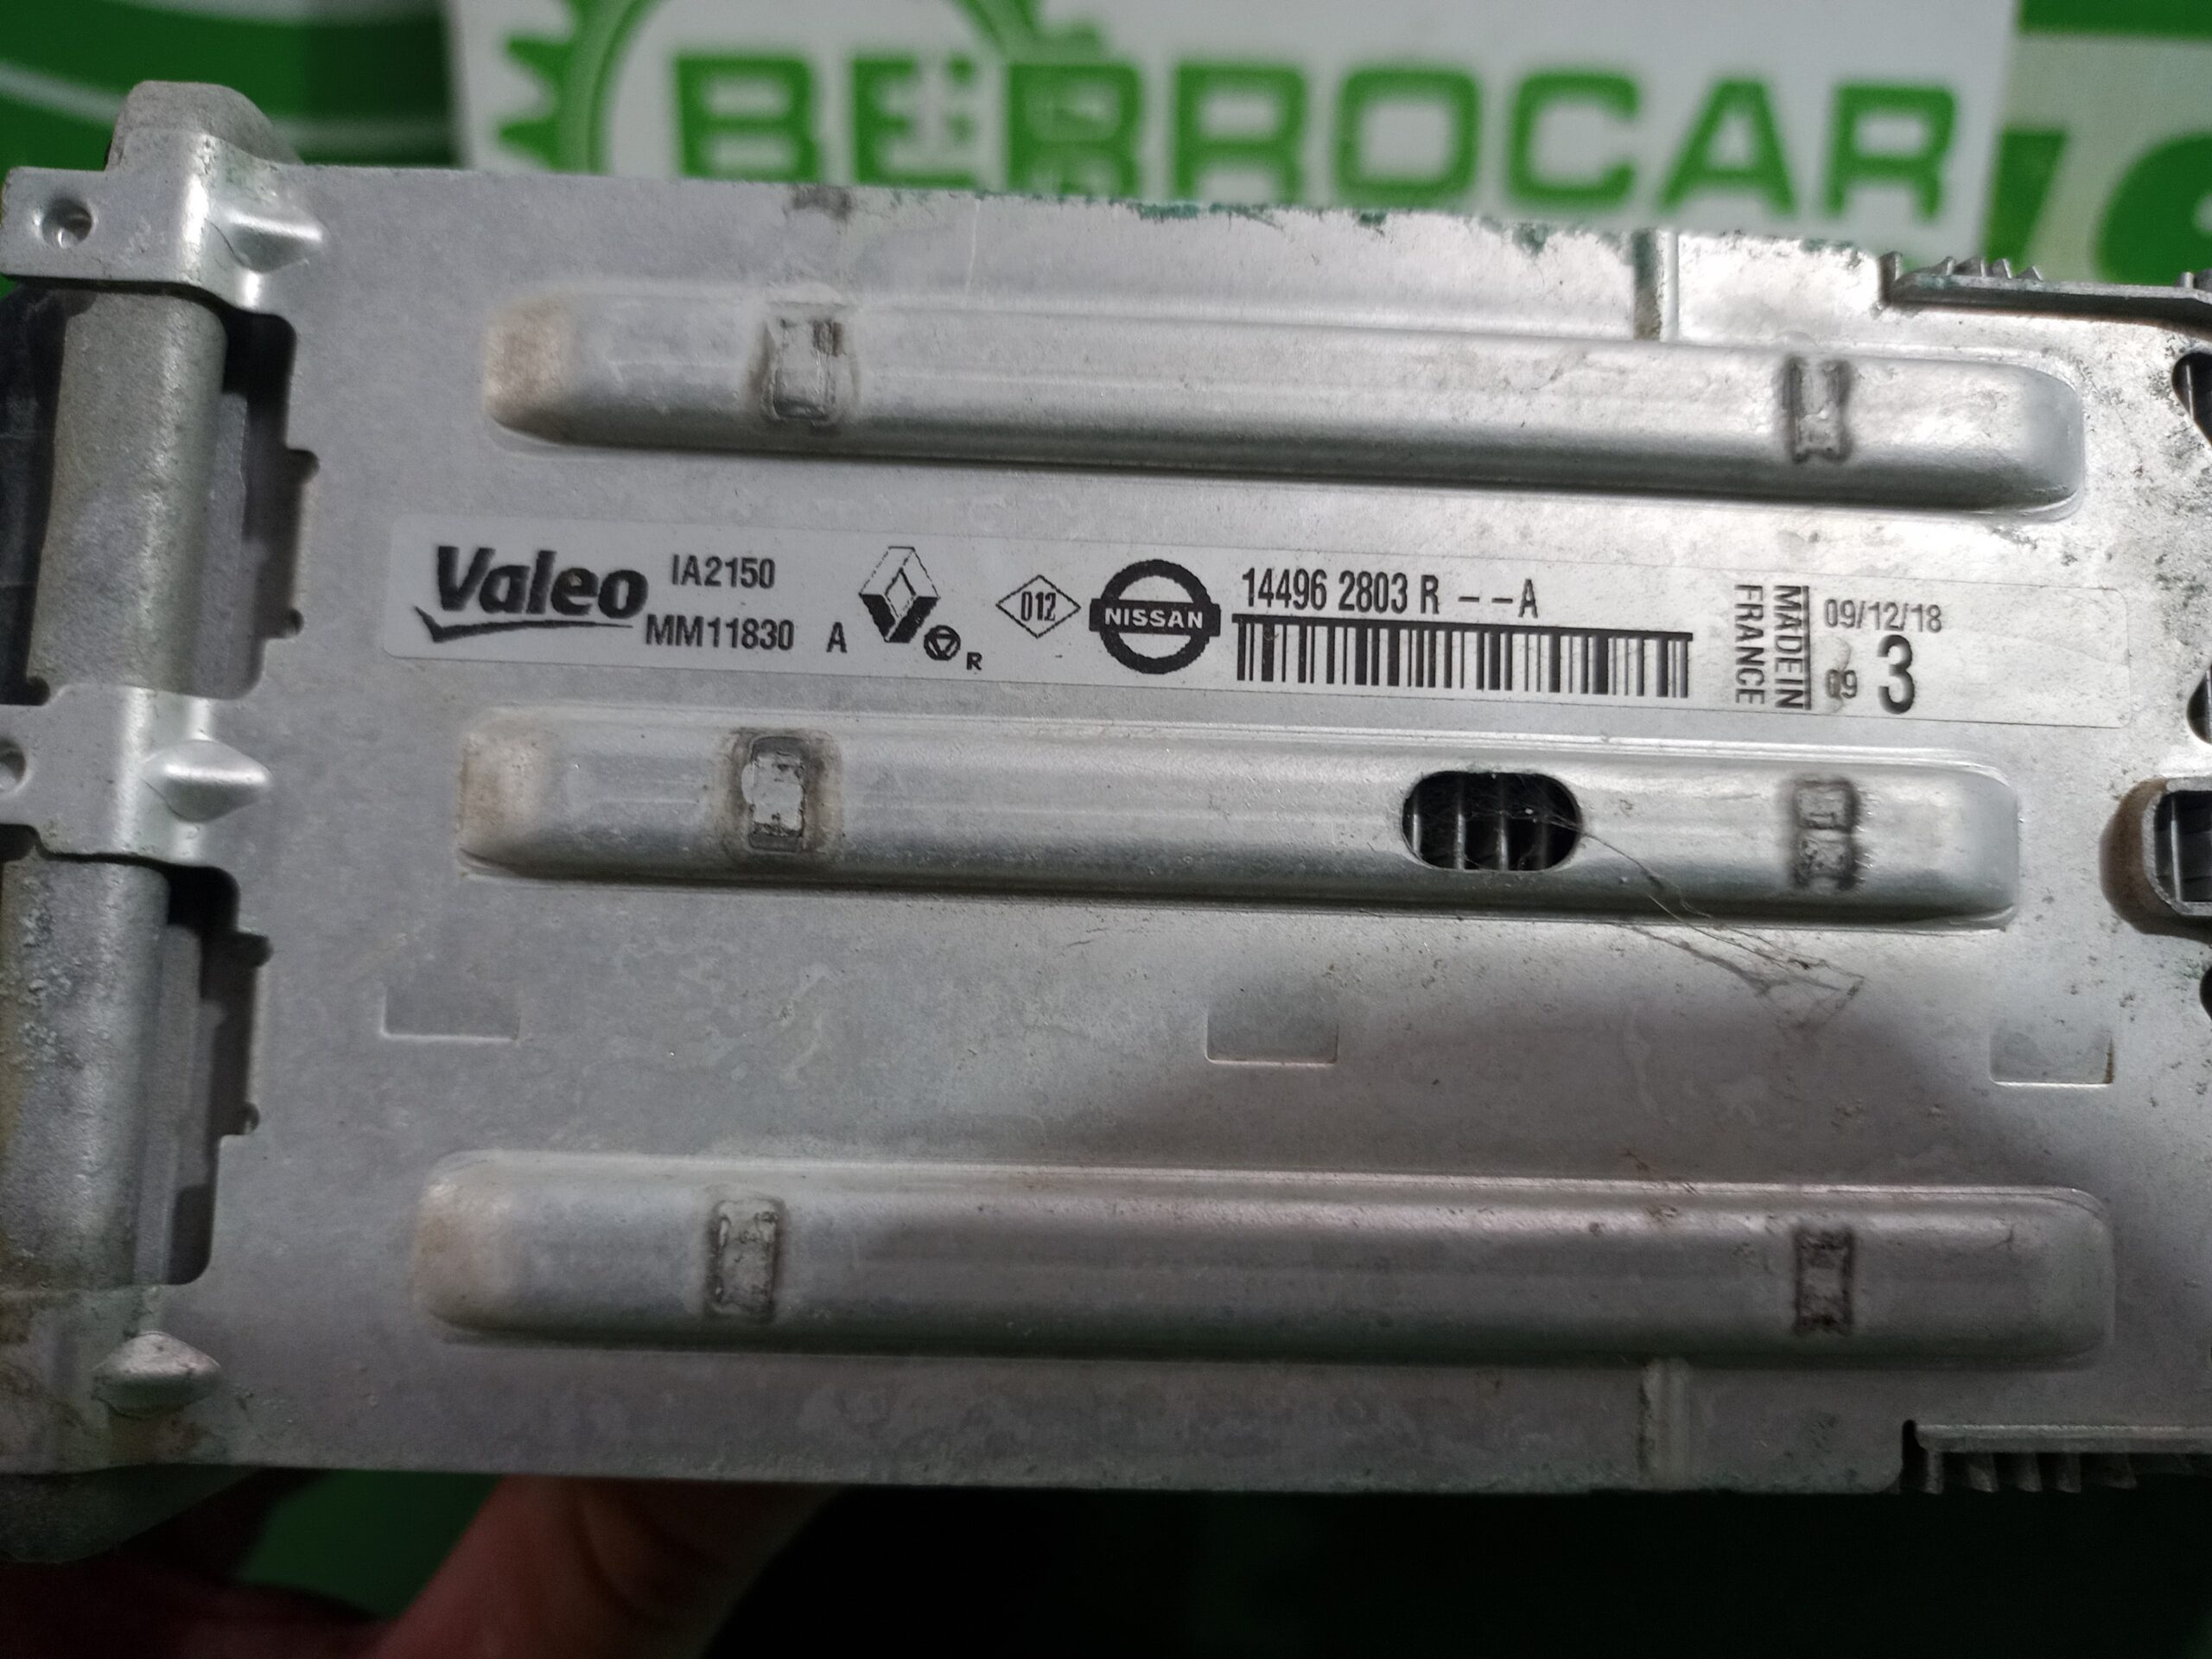 BERROCAR
Valeo
IA2150
MM11830 A
R
012
NISSAN
14496 2803 R - - A
MADE IN
FRANCE
09/12/18
09 3